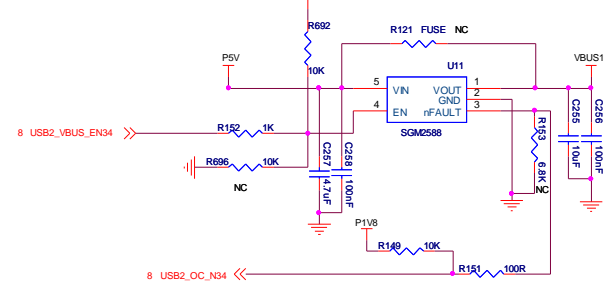 R692
10K
R121 FUSE NC
P5V
U11
VBUS1
5 VIN VOUT 1
GND 2
4 EN nFAULT 3
SGM2588
8 USB2_VBUS_EN34
R152 1K
R696 10K
NC
C257
4.7uF
C258
100nF
R153
6.8K
NC
C255
10uF
C256
100nF
P1V8
R149 10K
8 USB2_OC_N34
R151 100R